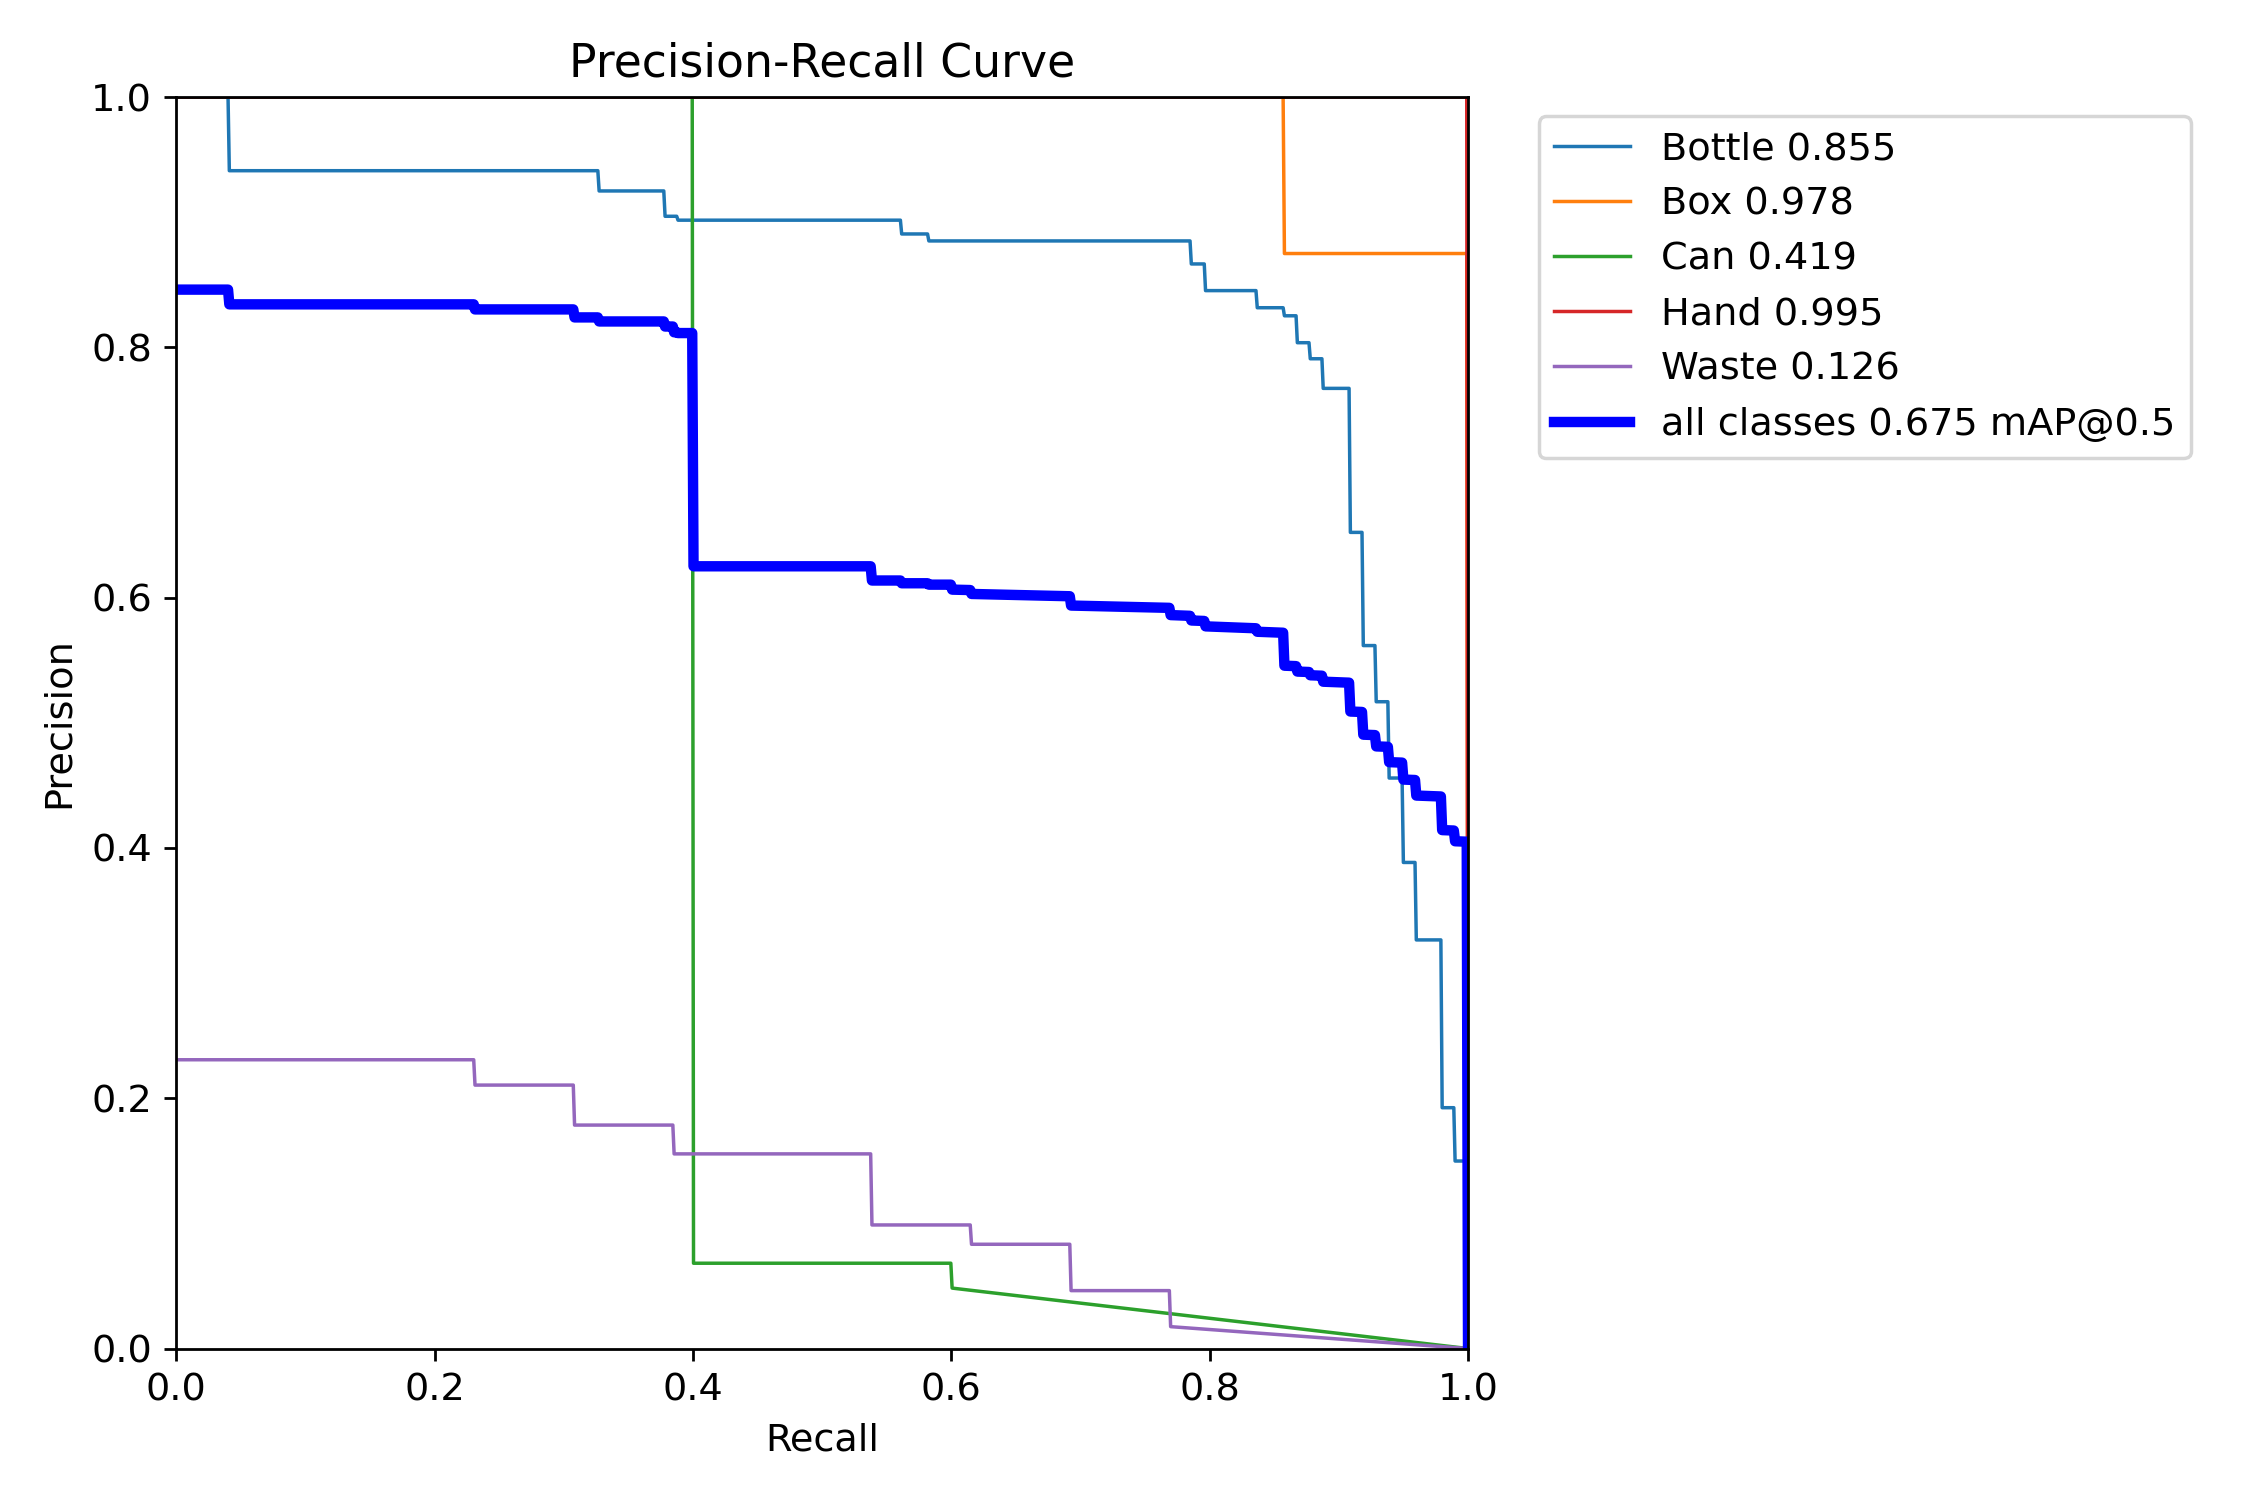 Precision-Recall Curve
1.0
0.8
0.6
0.4
0.2
0.0
Precision
0.0 0.2 0.4 0.6 0.8 1.0
Recall
Bottle 0.855
Box 0.978
Can 0.419
Hand 0.995
Waste 0.126
all classes 0.675 mAP@0.5